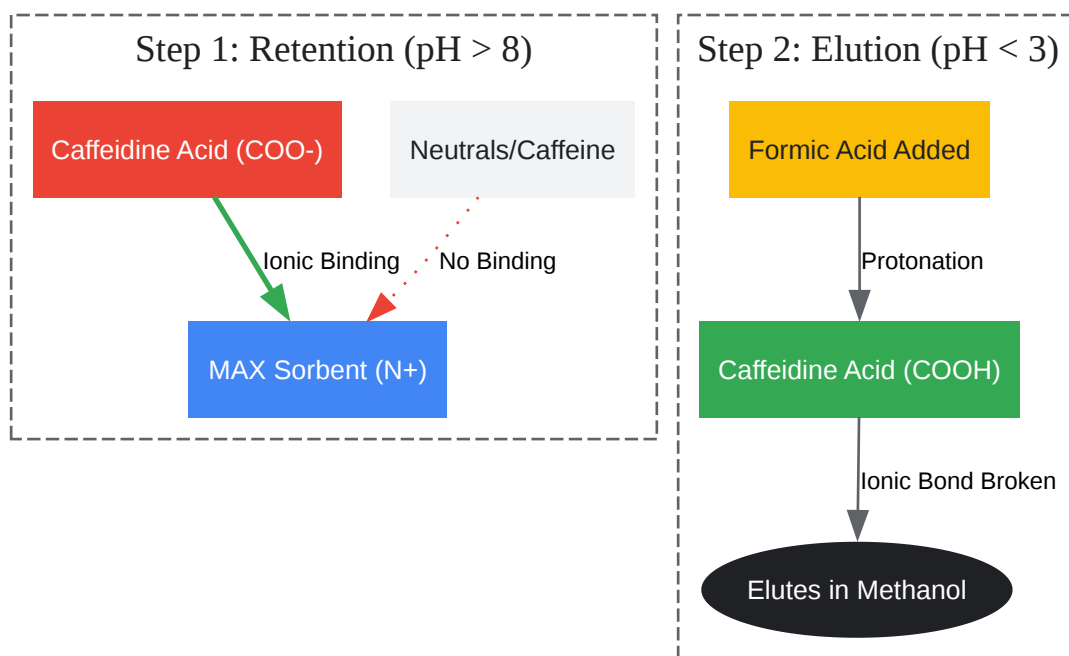 Step 1: Retention (pH > 8)
Caffeidine Acid (COO-)
Neutrals/Caffeine
Ionic Binding
No Binding
MAX Sorbent (N+)
Step 2: Elution (pH < 3)
Formic Acid Added
Protonation
Caffeidine Acid (COOH)
Ionic Bond Broken
Elutes in Methanol